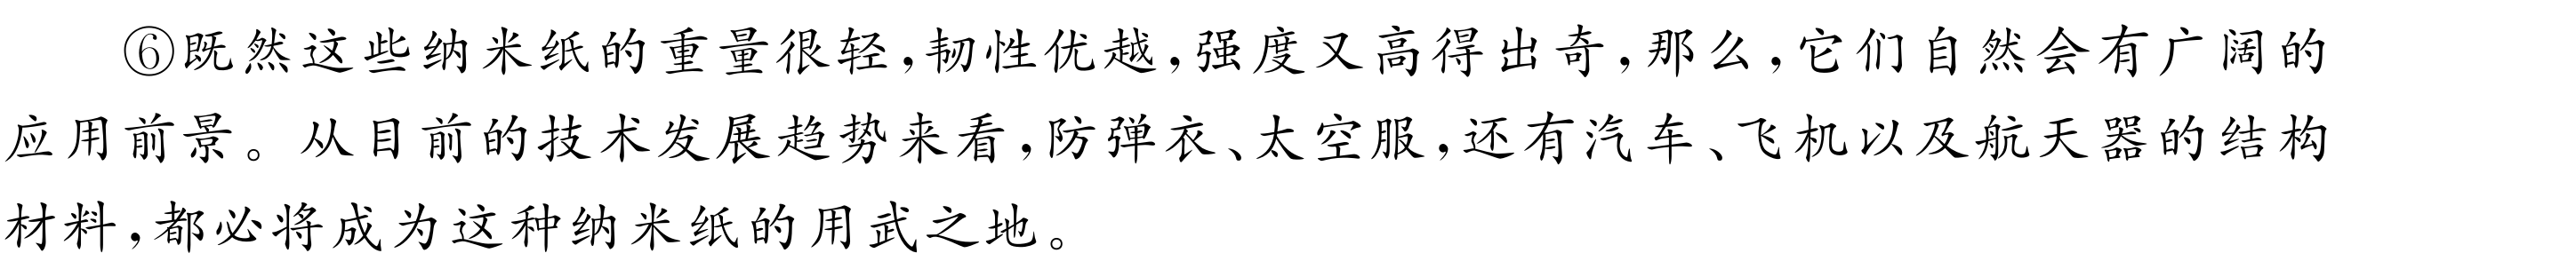 ⑥既然这些纳米纸的重量很轻,韧性优越,强度又高得出奇,那么,它们自然会有广阔的
应用前景。从目前的技术发展趋势来看,防弹衣、太空服,还有汽车、飞机以及航天器的结构
材料,都必将成为这种纳米纸的用武之地。